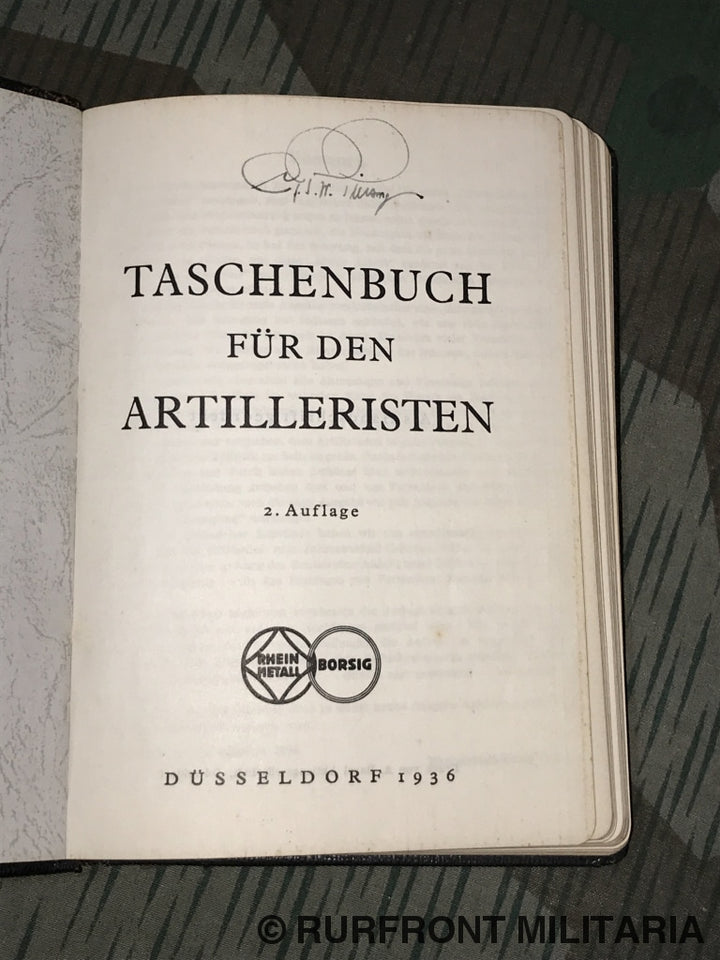 TASCHENBUCH
FÜR DEN
ARTILLERISTEN
2. Auflage
RHEIN
METALL
BORSIG
DÜSSELDORF 1936
© RURFRONT MILITARIA